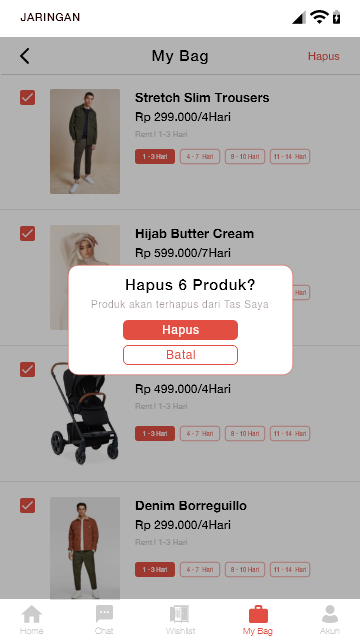 JARINGAN
My Bag
Hapus
Stretch Slim Trousers
Rp 299.000/4Hari
Rent I 1-3 Hari
1 - 3 Hari
4 - 7 Hari
8 - 10 Hari
11 - 14 Hari
Hijab Butter Cream
Rp 599.000/7Hari
Hari
Hapus 6 Produk?
Produk akan terhapus dari Tas Saya
Hapus
Batal
Rp 499.000/4Hari
Rent I 1-3 Hari
1 - 3 Hari
4 - 7 Hari
8 - 10 Hari
11 - 14 Hari
Denim Borreguillo
Rp 299.000/4Hari
Rent I 1-3 Hari
1 - 3 Hari
4 - 7 Hari
8 - 10 Hari
11 - 14 Hari
Home
Chat
Wishlist
My Bag
Akun